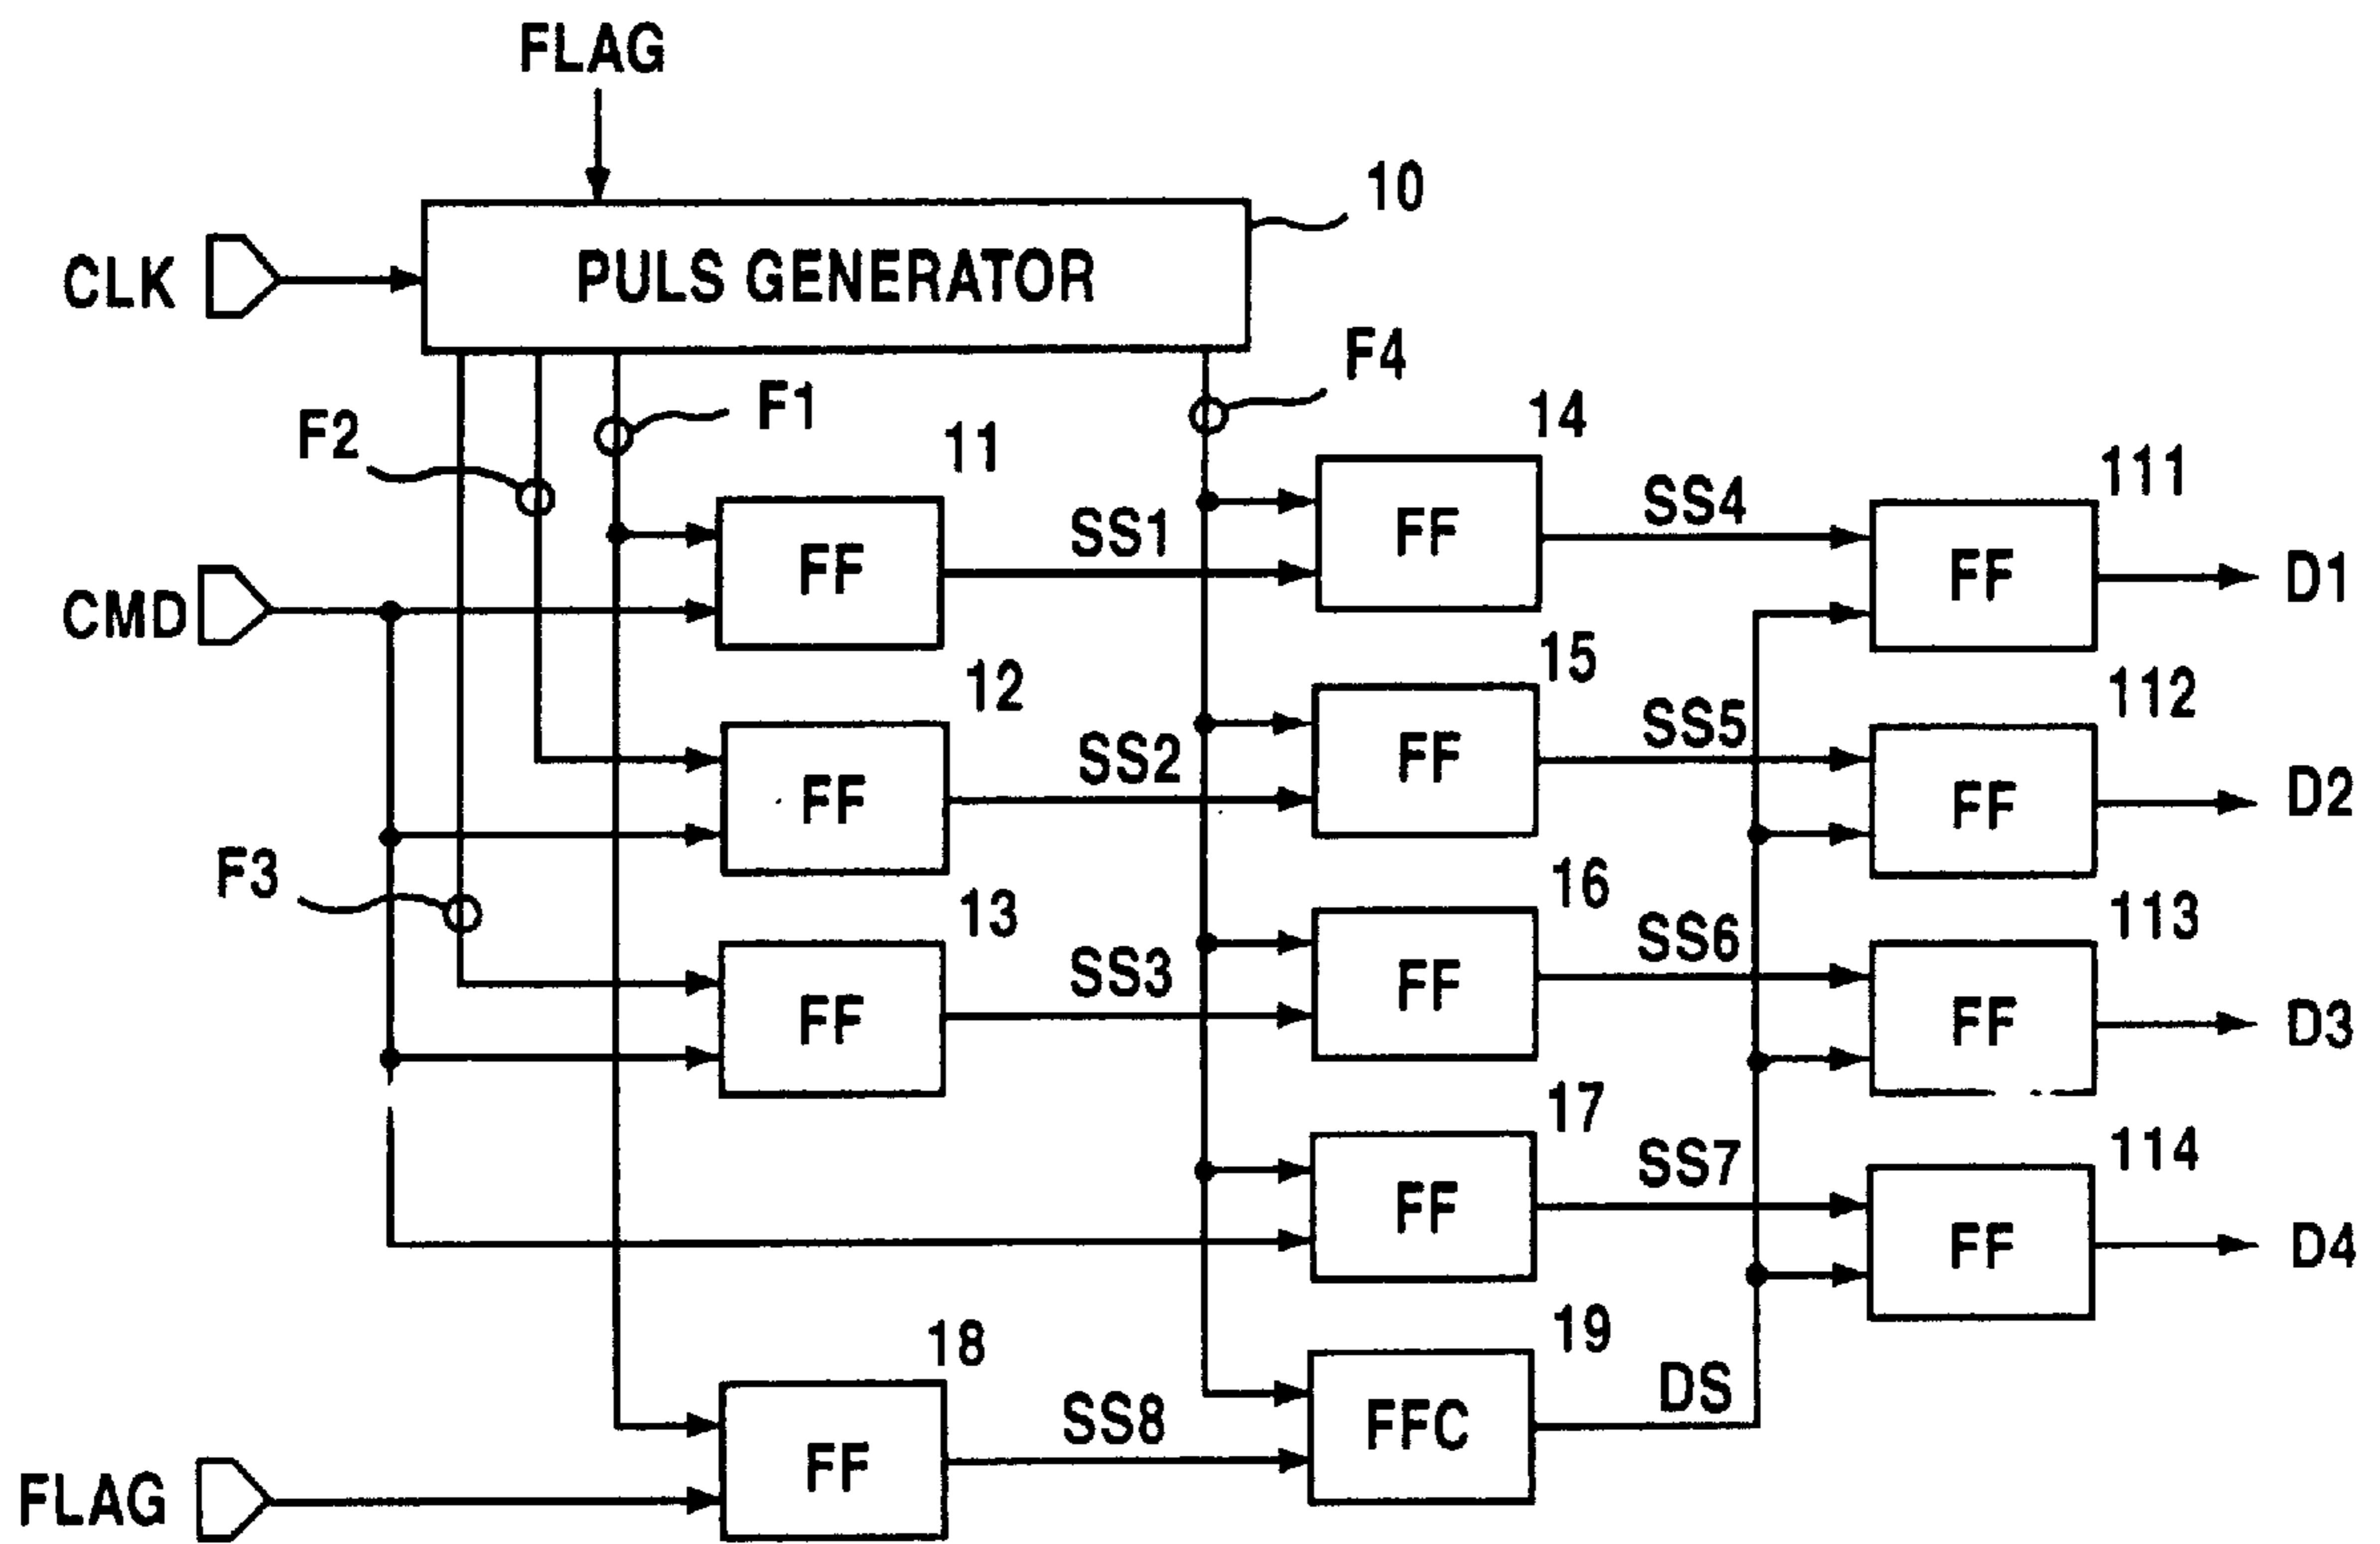 FLAG
10
CLK
PULS GENERATOR
F4
F1
F2
11
14
111
SS1
SS4
FF
FF
FF
D1
CMD
12
15
112
SS2
SS5
FF
FF
FF
D2
F3
13
16
113
SS3
SS6
FF
FF
FF
D3
17
114
SS7
FF
FF
D4
18
19
DS
SS8
FF
FFC
FLAG